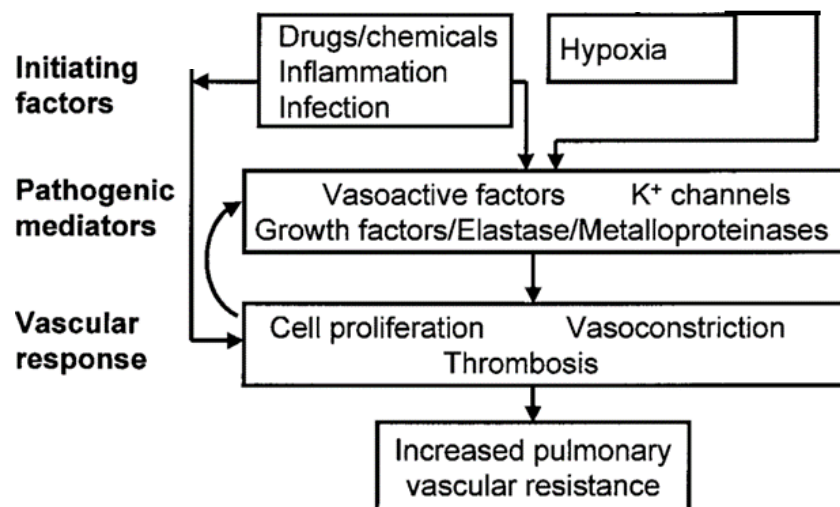 Initiating
factors
Drugs/chemicals
Inflammation
Infection
Hypoxia
Pathogenic
mediators
Vasoactive factors K⁺ channels
Growth factors/Elastase/Metalloproteinases
Vascular
response
Cell proliferation Vasoconstriction
Thrombosis
Increased pulmonary
vascular resistance